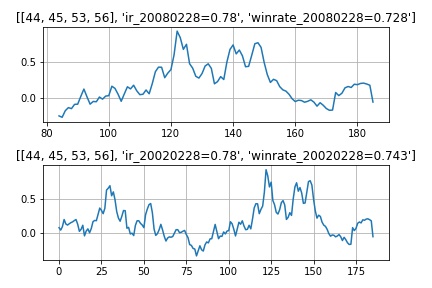 [[44, 45, 53, 56], 'ir_20080228=0.78', 'winrate_20080228=0.728']
0.5
0.0
80 100 120 140 160 180
[[44, 45, 53, 56], 'ir_20020228=0.78', 'winrate_20020228=0.743']
0.5
0.0
0 25 50 75 100 125 150 175